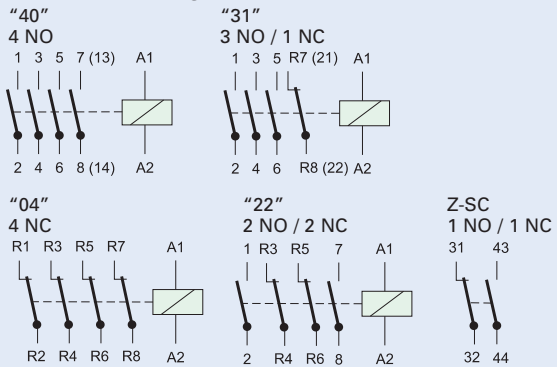 “40”
4 NO
1 3 5 7 (13) A1
2 4 6 8 (14) A2
“31”
3 NO / 1 NC
1 3 5 R7 (21) A1
2 4 6 R8 (22) A2
“04”
4 NC
R1 R3 R5 R7 A1
R2 R4 R6 R8 A2
“22”
2 NO / 2 NC
1 R3 R5 7 A1
2 R4 R6 8 A2
Z-SC
1 NO / 1 NC
31 43
32 44